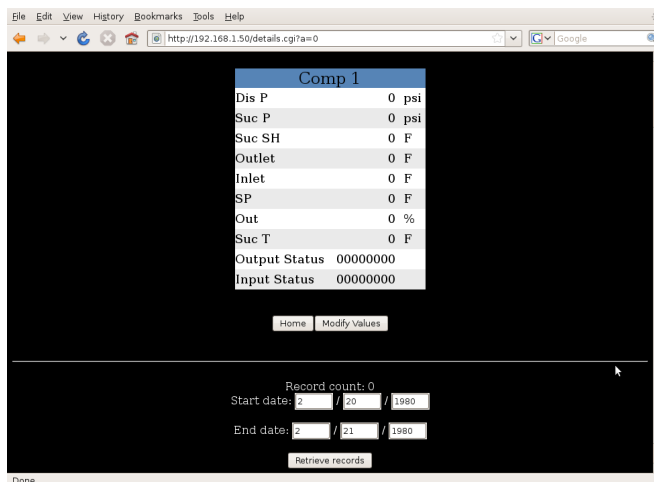 File Edit View History Bookmarks Tools Help
http://192.168.1.50/details.cgi?a=0 G Google
Comp 1
Dis P 0 psi
Suc P 0 psi
Suc SH 0 F
Outlet 0 F
Inlet 0 F
SP 0 F
Out 0 %
Suc T 0 F
Output Status 00000000
Input Status 00000000
Home Modify Values
Record count: 0
Start date: 2 / 20 / 1980
End date: 2 / 21 / 1980
Retrieve records
Done